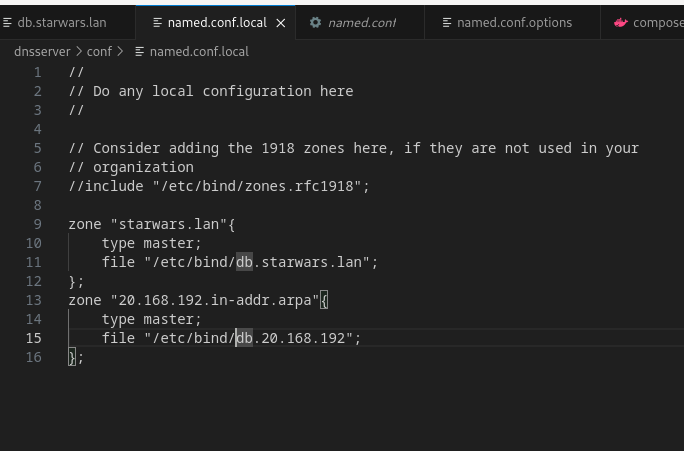 db.starwars.lan named.conf.local named.conf named.conf.options compose
dnsserver > conf > named.conf.local
1 //
2 // Do any local configuration here
3 //
4
5 // Consider adding the 1918 zones here, if they are not used in your
6 // organization
7 //include "/etc/bind/zones.rfc1918";
8
9 zone "starwars.lan"{
10 type master;
11 file "/etc/bind/db.starwars.lan";
12 };
13 zone "20.168.192.in-addr.arpa"{
14 type master;
15 file "/etc/bind/db.20.168.192";
16 };